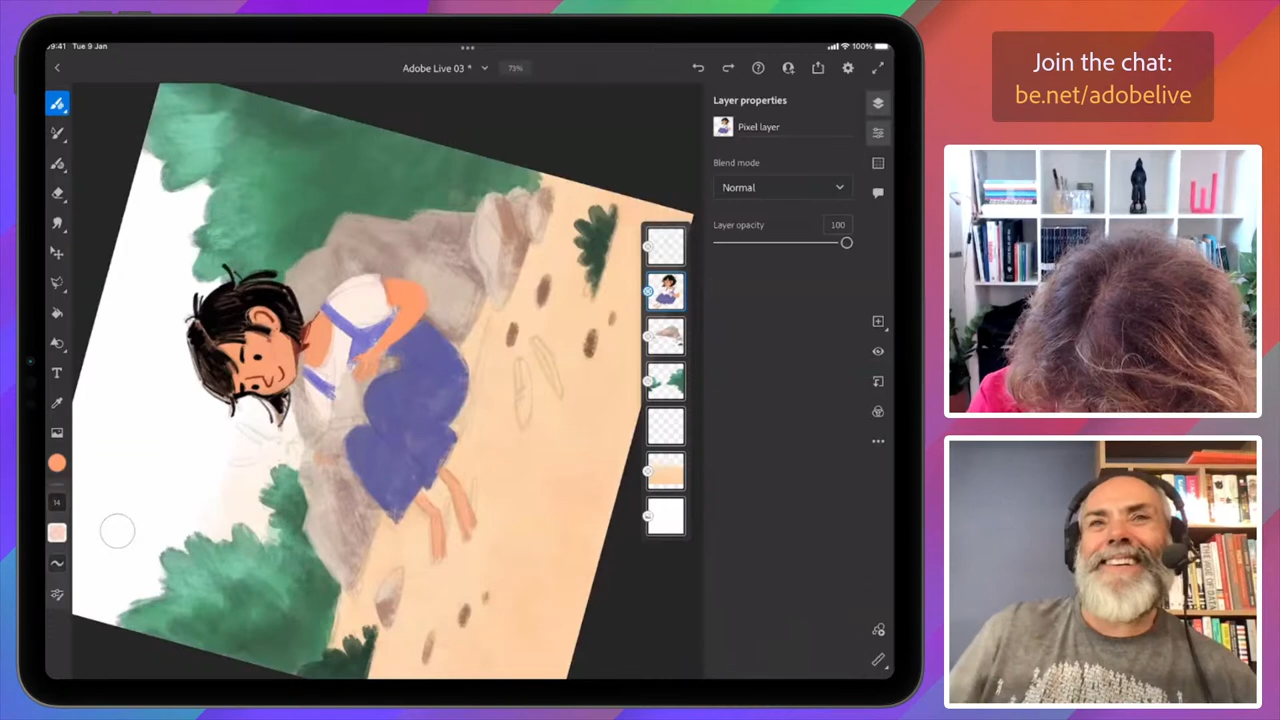 9:41 Tue 9 Jan
100%
Adobe Live 03 *
73%
Layer properties
Pixel layer
Blend mode
Normal
Layer opacity
100
14
Join the chat:
be.net/adobelive